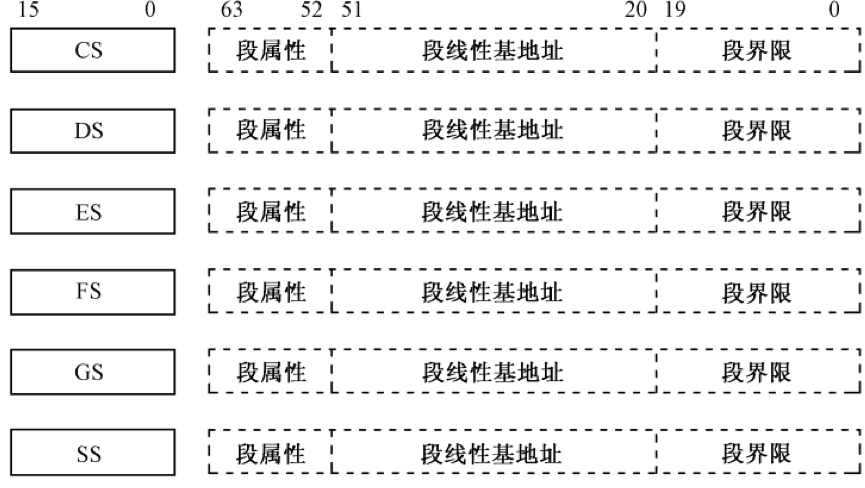 15 0 63 52 51 20 19 0
CS 段属性 段线性基地址 段界限
DS 段属性 段线性基地址 段界限
ES 段属性 段线性基地址 段界限
FS 段属性 段线性基地址 段界限
GS 段属性 段线性基地址 段界限
SS 段属性 段线性基地址 段界限